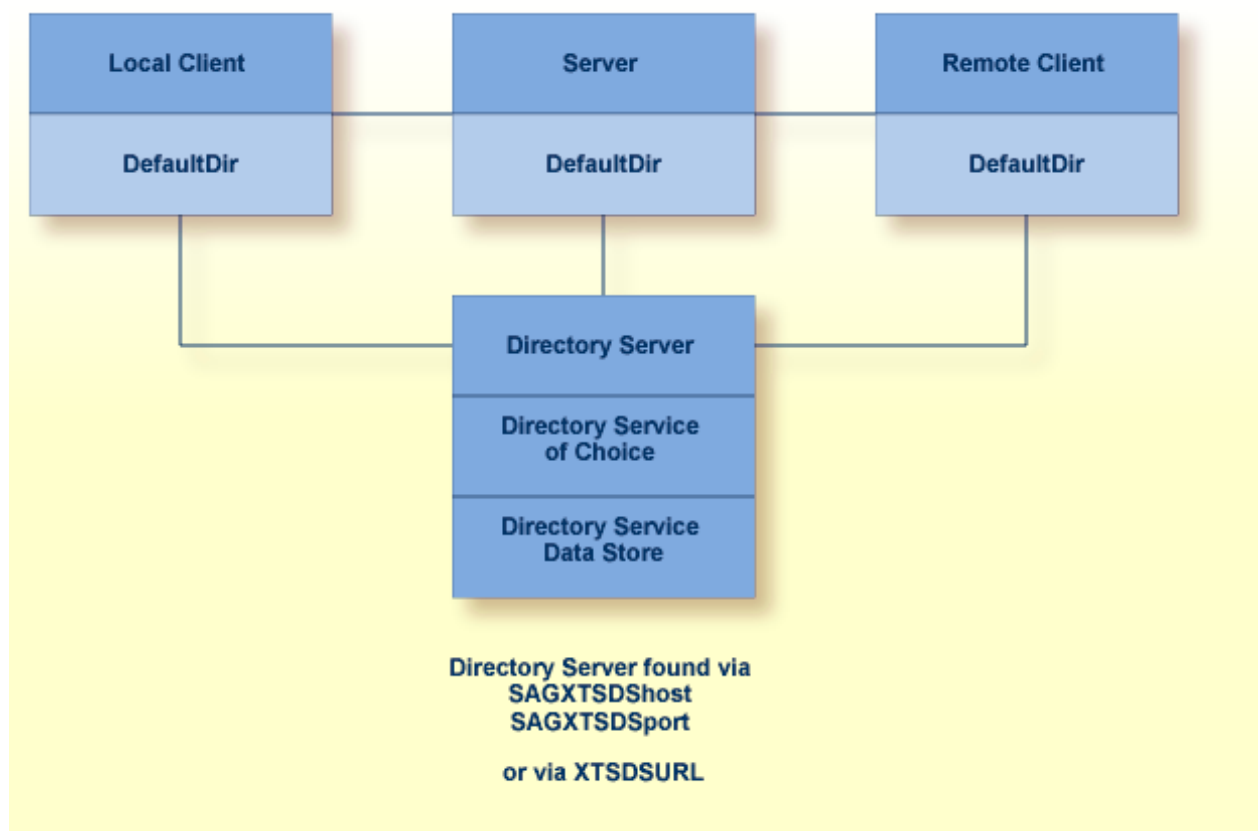 Local Client
Server
Remote Client
DefaultDir
DefaultDir
DefaultDir
Directory Server
Directory Service
of Choice
Directory Service
Data Store
Directory Server found via
SAGXTSDShost
SAGXTSDSport
or via XTSDSURL